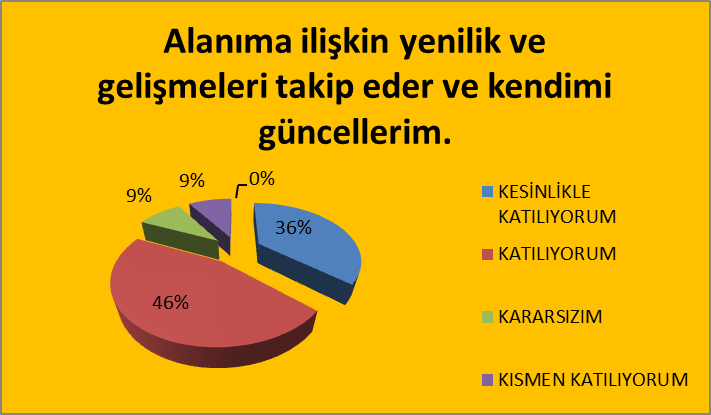 Alanıma ilişkin yenilik ve
gelişmeleri takip eder ve kendimi
güncellerim.
9%
9%
0%
36%
46%
KESİNLİKLE
KATILIYORUM
KATILIYORUM
KARARSIZIM
KISMEN KATILIYORUM